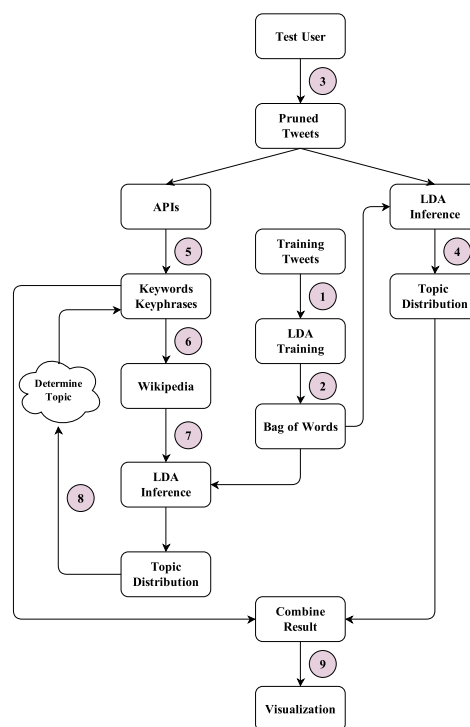 Test User
3
Pruned
Tweets
APIs
LDA
Inference
5
Training
Tweets
4
Keywords
Keyphrases
1
Topic
Distribution
6
LDA
Training
Determine
Topic
Wikipedia
2
7
Bag of Words
LDA
Inference
8
Topic
Distribution
Combine
Result
9
Visualization